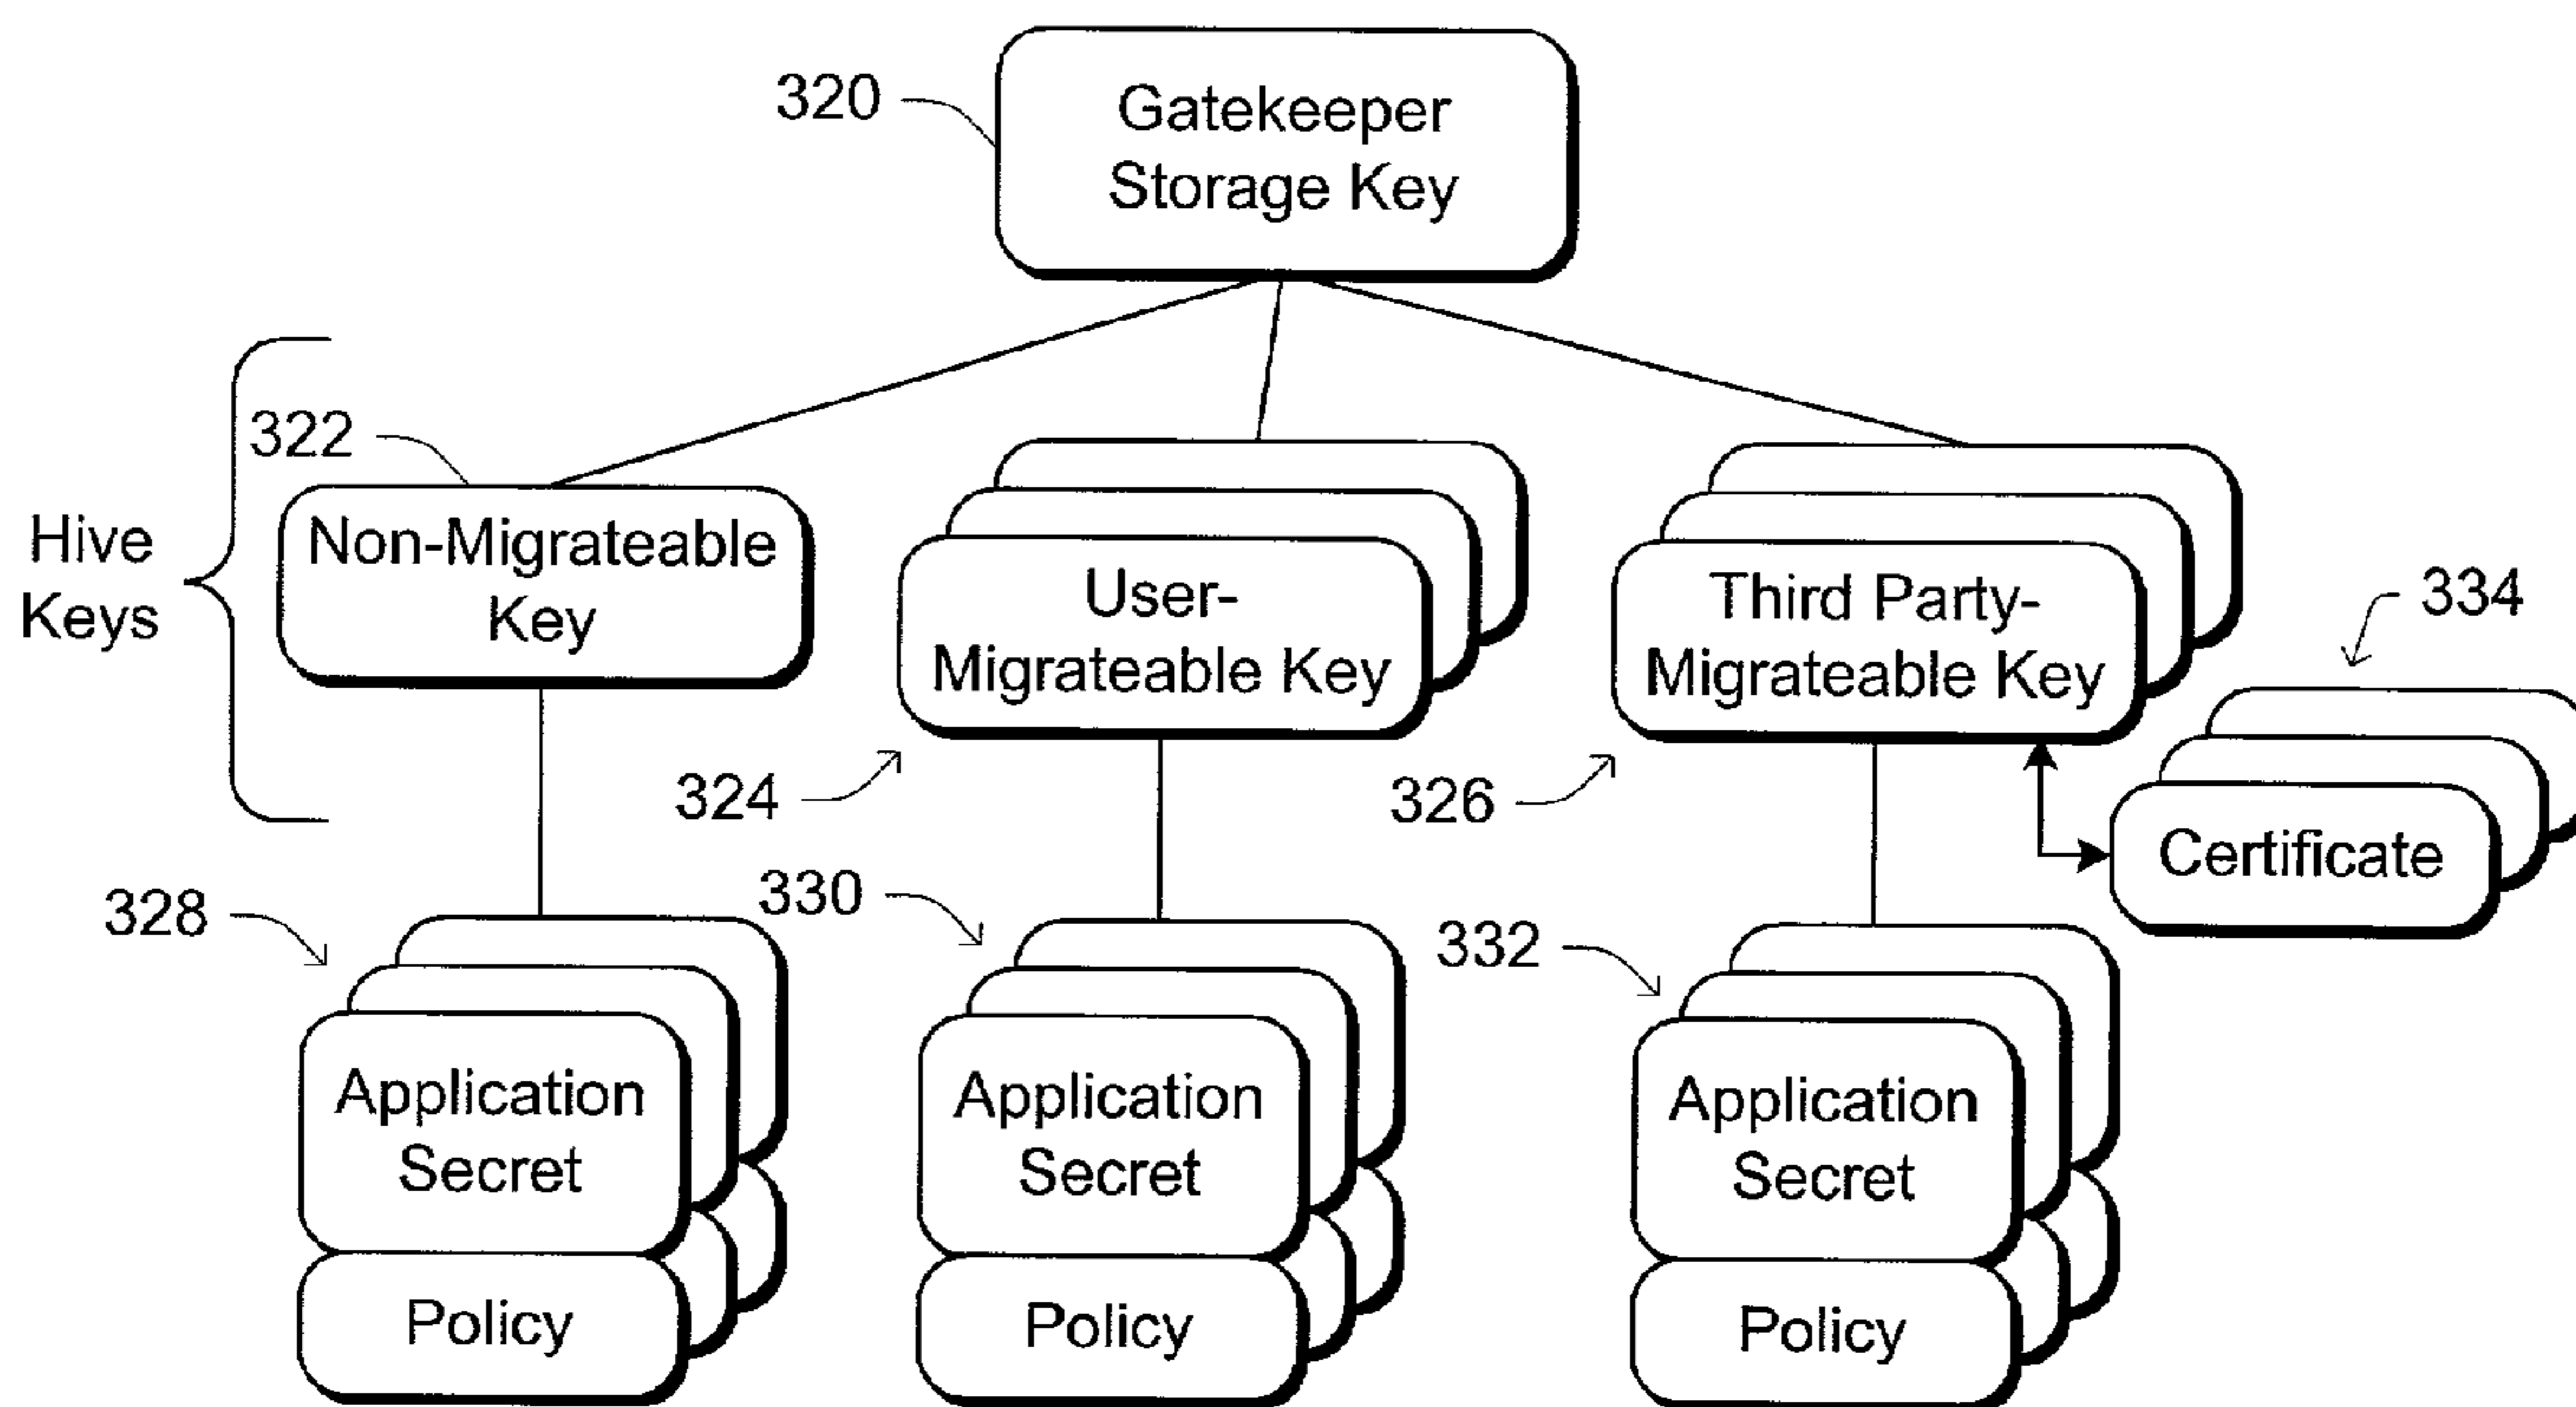 320
Gatekeeper
Storage Key
Hive
Keys
322
Non-Migrateable
Key
User-
Migrateable Key
Third Party-
Migrateable Key
334
324
326
Certificate
328
330
332
Application
Secret
Policy
Application
Secret
Policy
Application
Secret
Policy